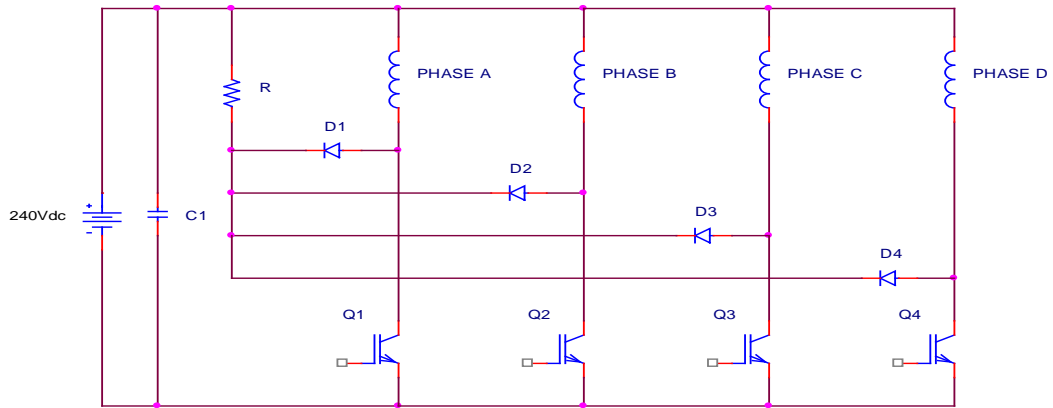 PHASE A
PHASE B
PHASE C
PHASE D
R
D1
D2
D3
D4
240Vdc
+
-
C1
Q1
Q2
Q3
Q4